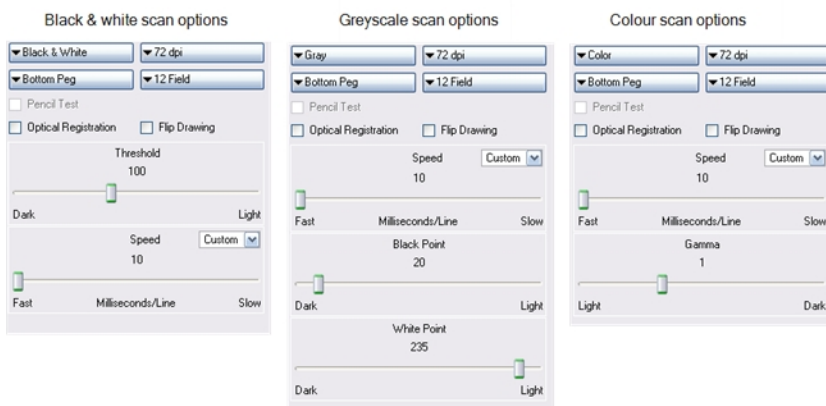 Black & white scan options
Black & White
72 dpi
Bottom Peg
12 Field
Pencil Test
Optical Registration
Flip Drawing
Threshold
100
Dark
Light
Speed
Custom
10
Fast
Milliseconds/Line
Slow
Greyscale scan options
Gray
72 dpi
Bottom Peg
12 Field
Pencil Test
Optical Registration
Flip Drawing
Speed
Custom
10
Fast
Milliseconds/Line
Slow
Black Point
20
Dark
Light
White Point
235
Dark
Light
Colour scan options
Color
72 dpi
Bottom Peg
12 Field
Pencil Test
Optical Registration
Flip Drawing
Speed
Custom
10
Fast
Milliseconds/Line
Slow
Gamma
1
Light
Dark